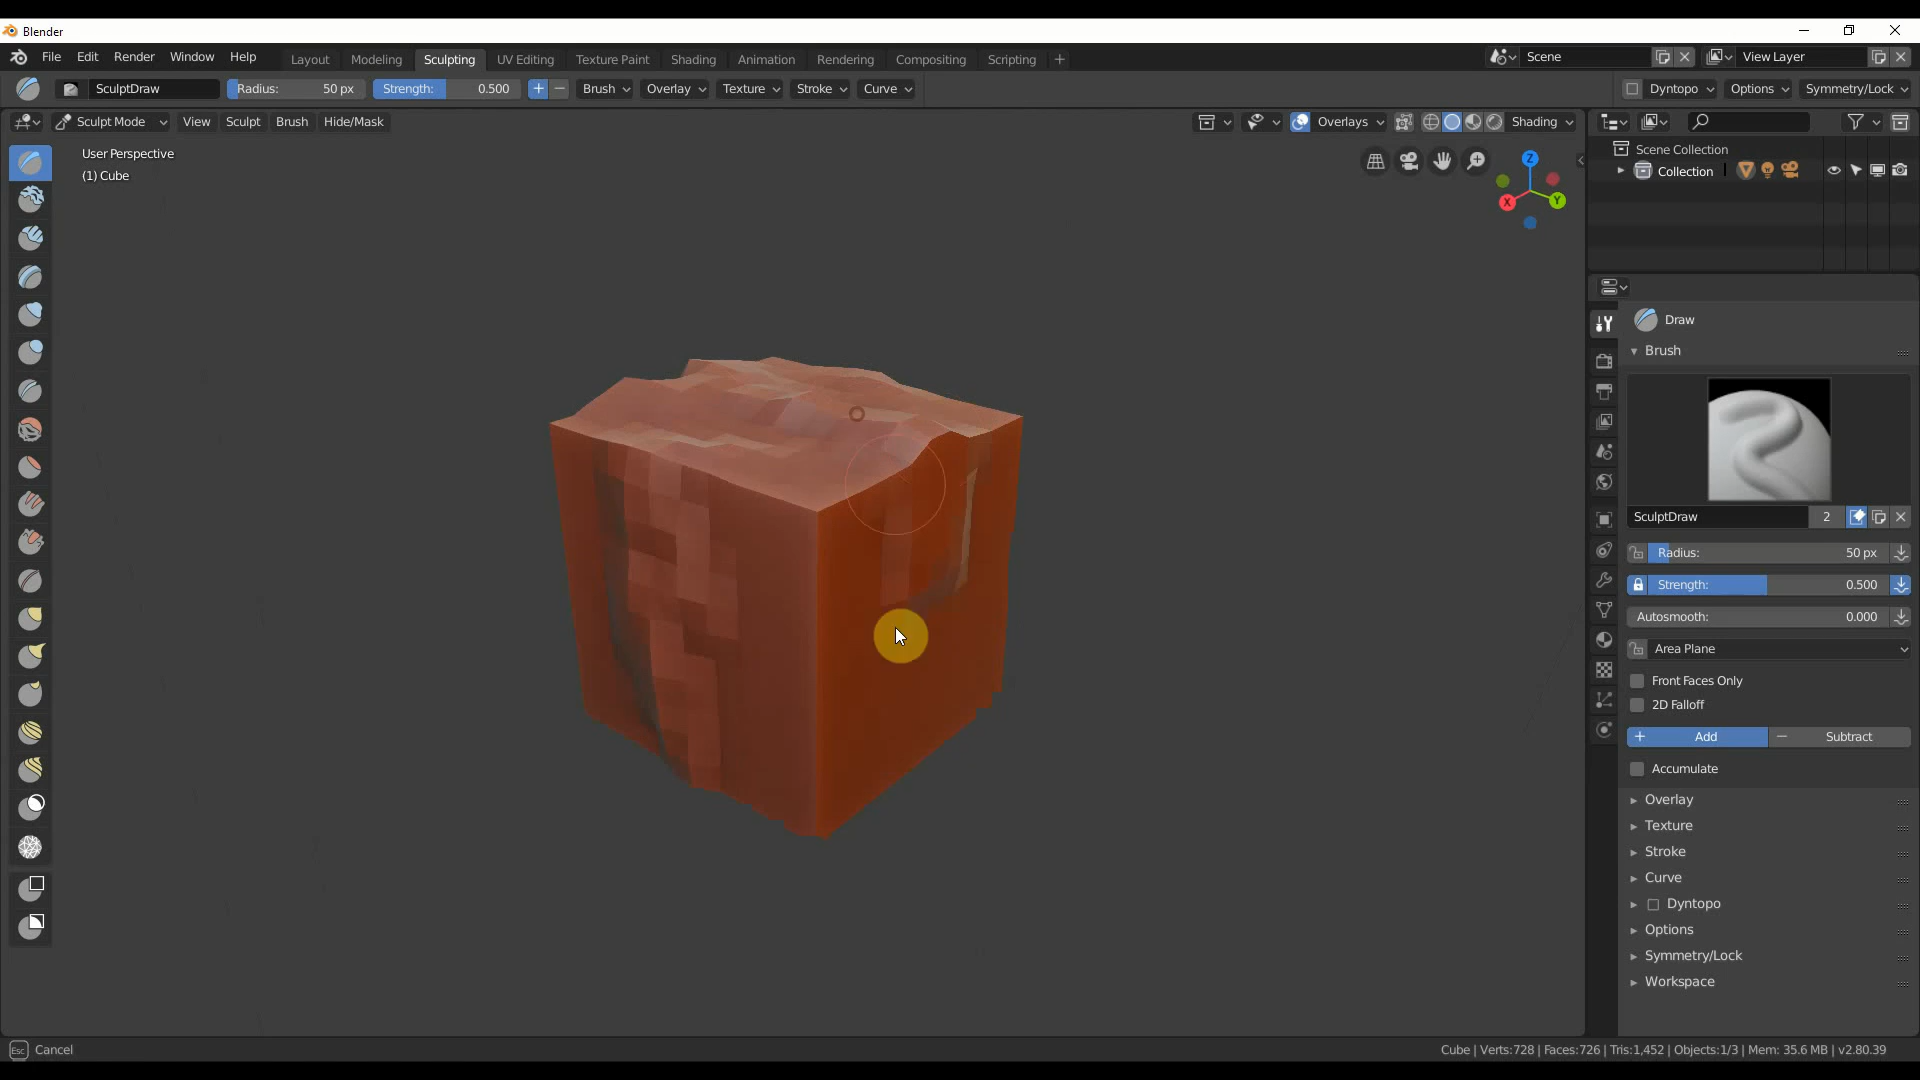 Blender
File Edit Render Window Help Layout Modeling Sculpting UV Editing Texture Paint Shading Animation Rendering Compositing Scripting + Scene View Layer
SculptDraw Radius: 50 px Strength: 0.500 + − Brush Overlay Texture Stroke Curve Dyntopo Options Symmetry/Lock
Sculpt Mode View Sculpt Brush Hide/Mask Overlays Shading
User Perspective
(1) Cube
Z
X Y
Scene Collection
Collection
Draw
Brush
SculptDraw 2
Radius: 50 px
Strength: 0.500
Autosmooth: 0.000
Area Plane
Front Faces Only
2D Falloff
+ Add − Subtract
Accumulate
Overlay
Texture
Stroke
Curve
Dyntopo
Options
Symmetry/Lock
Workspace
Esc Cancel
Cube | Verts:728 | Faces:726 | Tris:1,452 | Objects:1/3 | Mem: 35.6 MB | v2.80.39